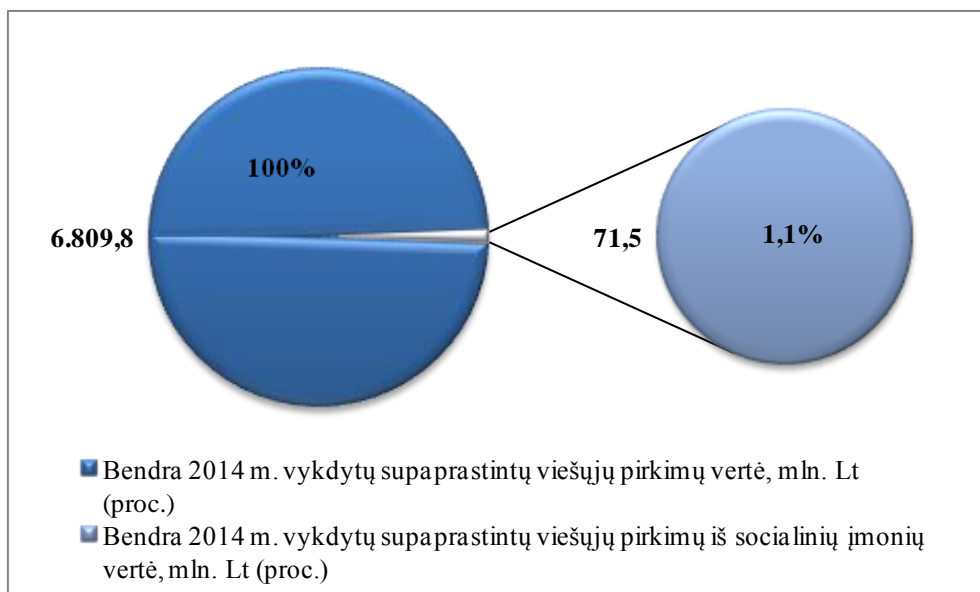 100%
6.809,8
71,5
1,1%
Bendra 2014 m. vykdytų supaprastintų viešųjų pirkimų vertė, mln. Lt
(proc.)
Bendra 2014 m. vykdytų supaprastintų viešųjų pirkimų iš socialinių įmonių
vertė, mln. Lt (proc.)